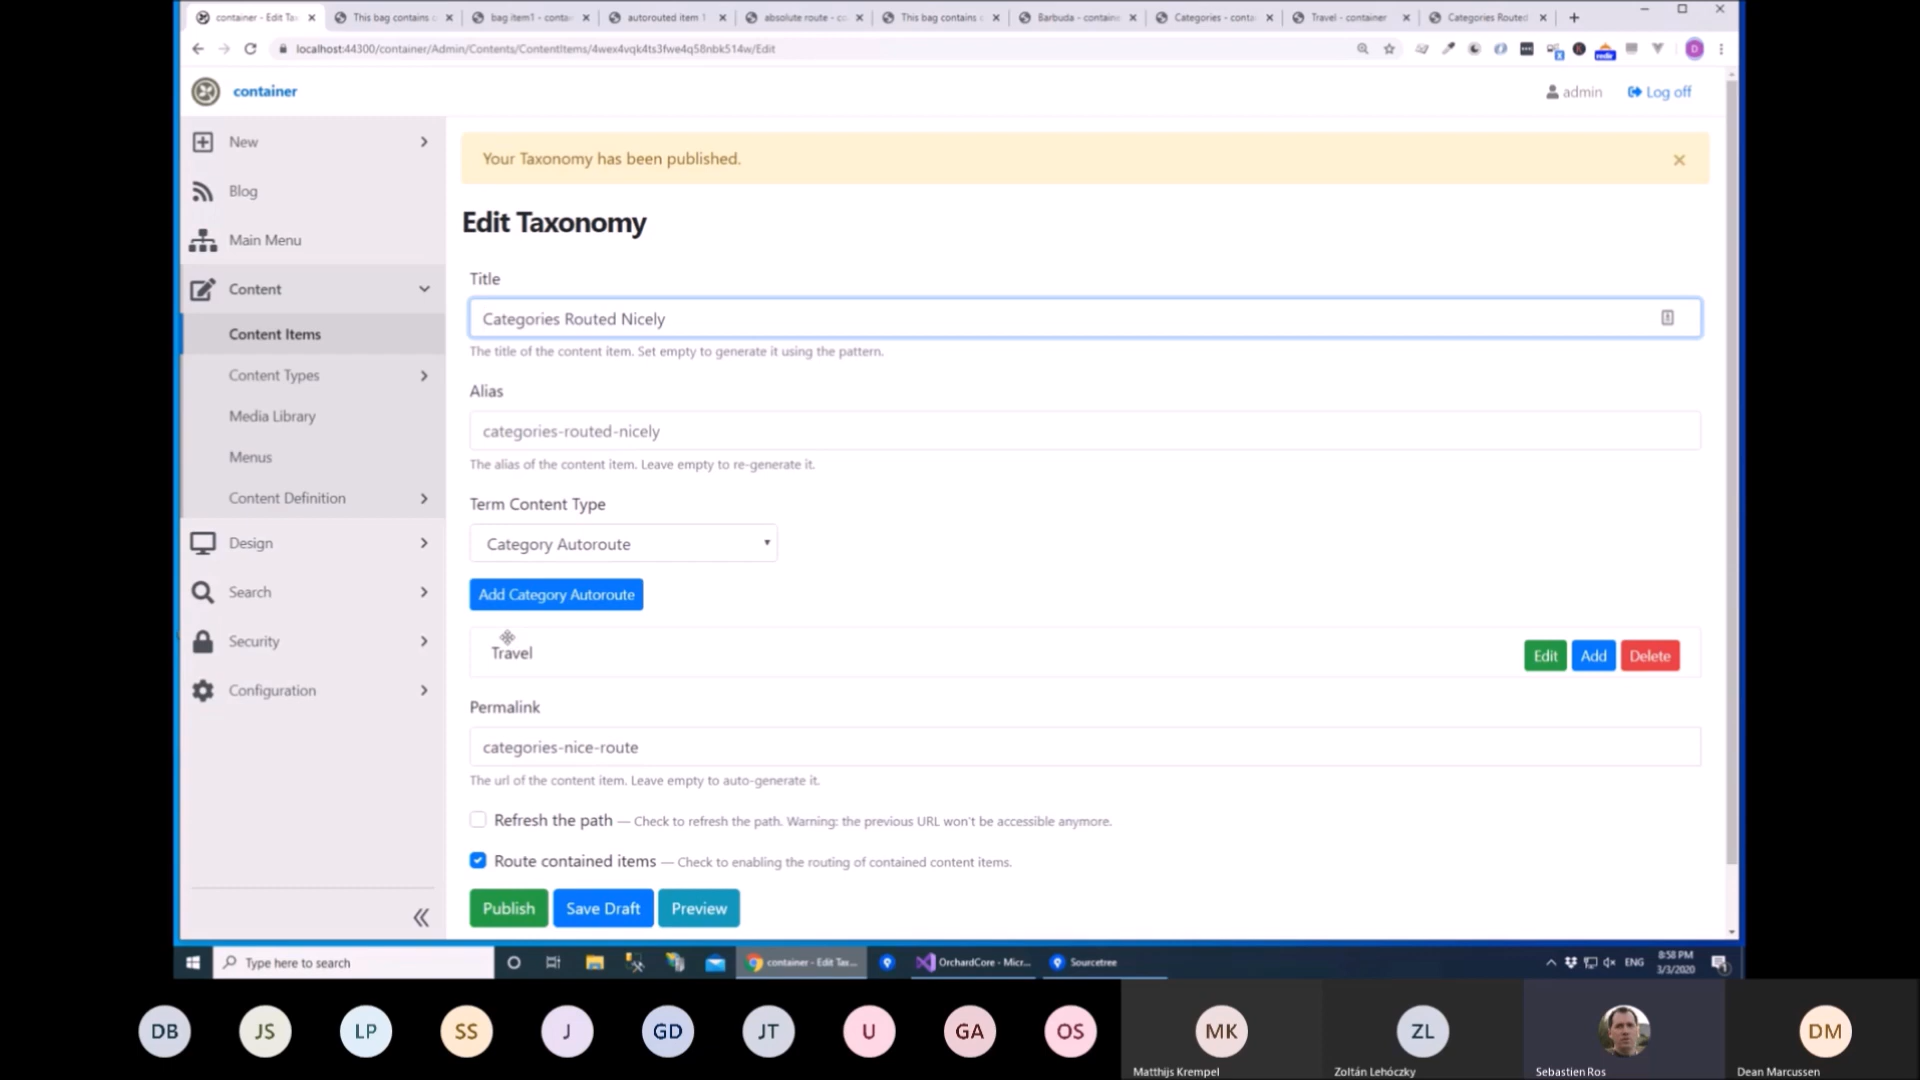 container - Edit Ta
This bag contains
bag item1 - conta
autorouted item 1
absolute route - c
This bag contains
Barbuda - containe
Categories - conta
Travel - container
Categories Routed
localhost:44300/container/Admin/Contents/ContentItems/4wex4vqk4ts3fwe4q58nbk514w/Edit
D
container
admin
Log off
New
Blog
Main Menu
Content
Content Items
Content Types
Media Library
Menus
Content Definition
Design
Search
Security
Configuration
Your Taxonomy has been published.
Edit Taxonomy
Title
Categories Routed Nicely
The title of the content item. Set empty to generate it using the pattern.
Alias
categories-routed-nicely
The alias of the content item. Leave empty to re-generate it.
Term Content Type
Category Autoroute
Add Category Autoroute
Travel
Edit
Add
Delete
Permalink
categories-nice-route
The url of the content item. Leave empty to auto-generate it.
Refresh the path — Check to refresh the path. Warning: the previous URL won't be accessible anymore.
Route contained items — Check to enabling the routing of contained content items.
Publish
Save Draft
Preview
Type here to search
container - Edit Tax...
OrchardCore - Micr...
Sourcetree
ENG
8:58 PM
3/3/2020
DB
JS
LP
SS
J
GD
JT
U
GA
OS
MK
ZL
DM
Matthijs Krempel
Zoltán Lehóczky
Sebastien Ros
Dean Marcussen